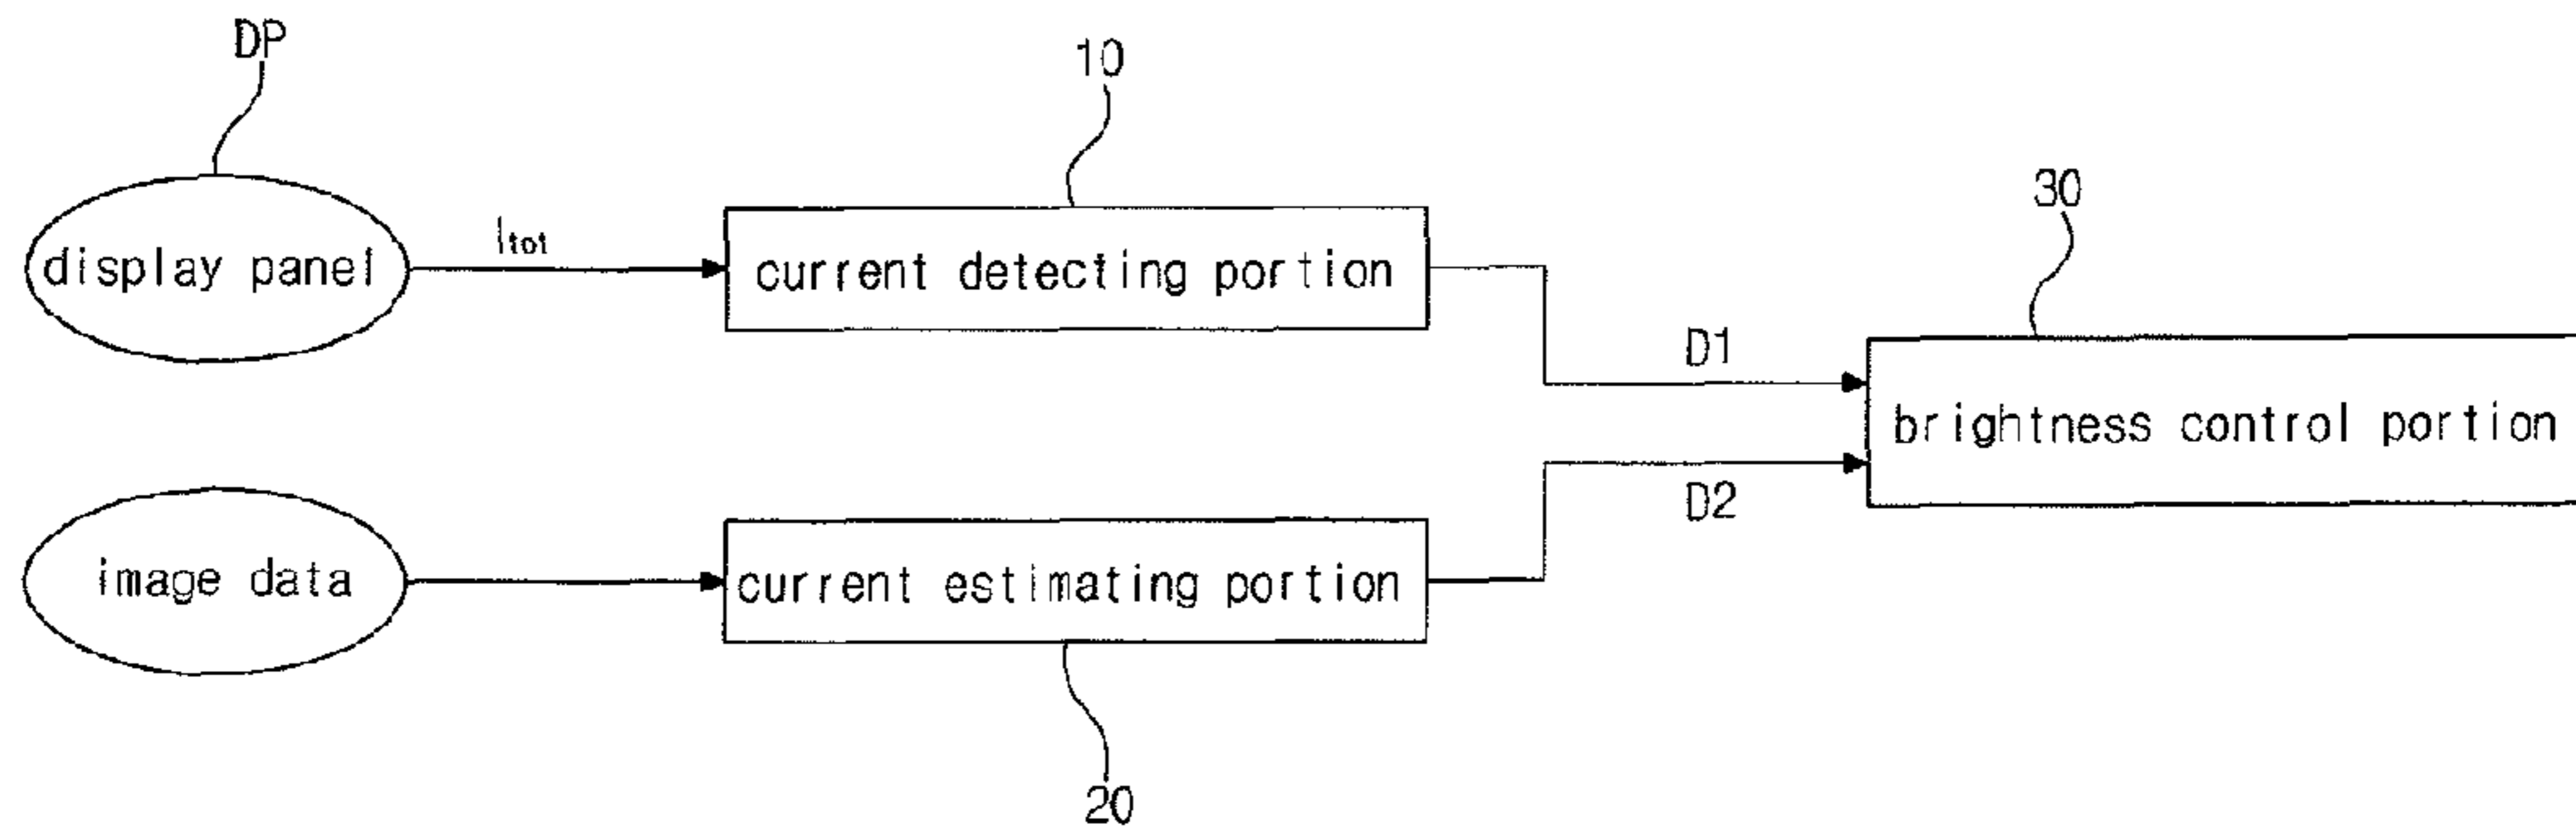 DP
10
30
display panel
Itot
current detecting portion
D1
brightness control portion
D2
image data
current estimating portion
20